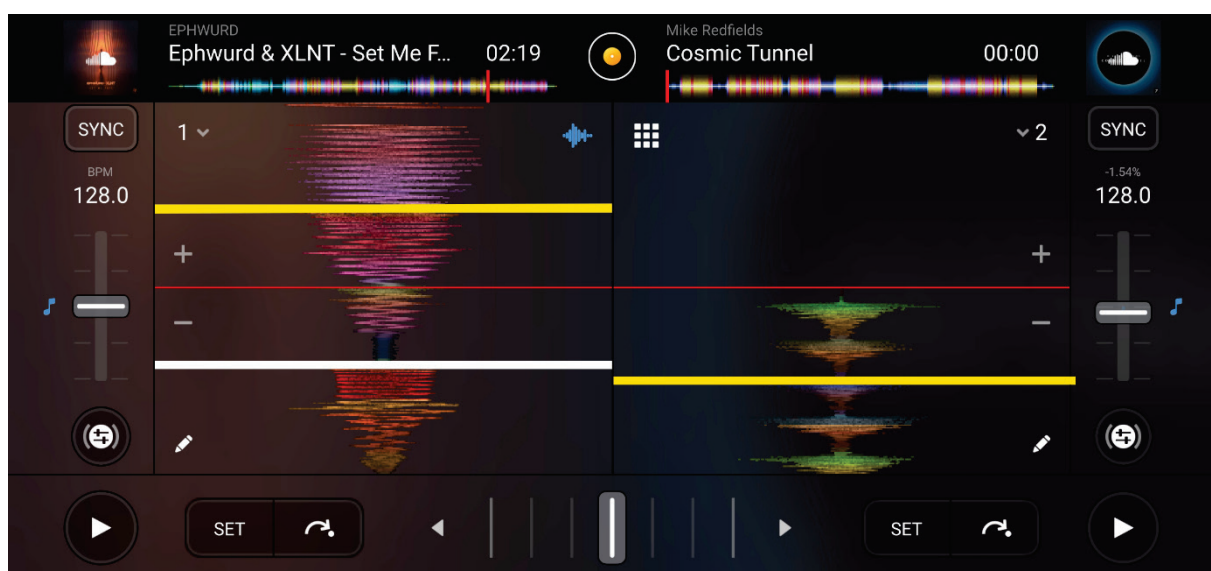 EPHWURD
Ephwurd & XLNT - Set Me F... 02:19
Mike Redfields
Cosmic Tunnel 00:00
SYNC
1
2
SYNC
BPM
128.0
-1.54%
128.0
SET
SET